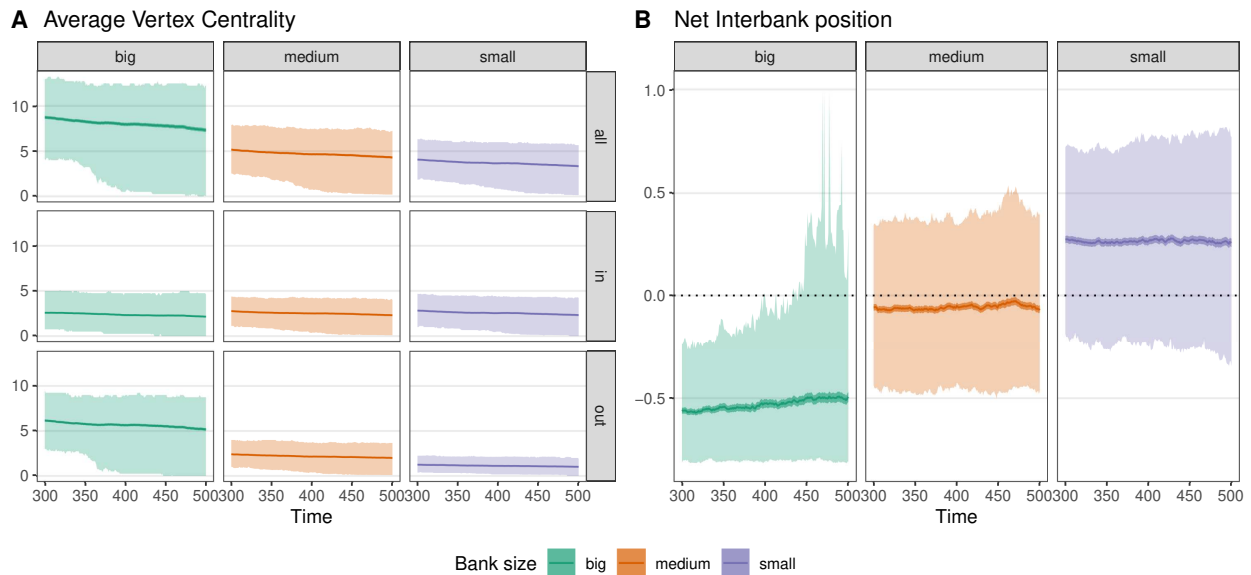 A Average Vertex Centrality
big medium small
10
5
0
all
10
5
0
in
10
5
0
out
300 350 400 450 500 300 350 400 450 500 300 350 400 450 500
Time
B Net Interbank position
big medium small
1.0
0.5
0.0
−0.5
300 350 400 450 500 300 350 400 450 500 300 350 400 450 500
Time
Bank size big medium small